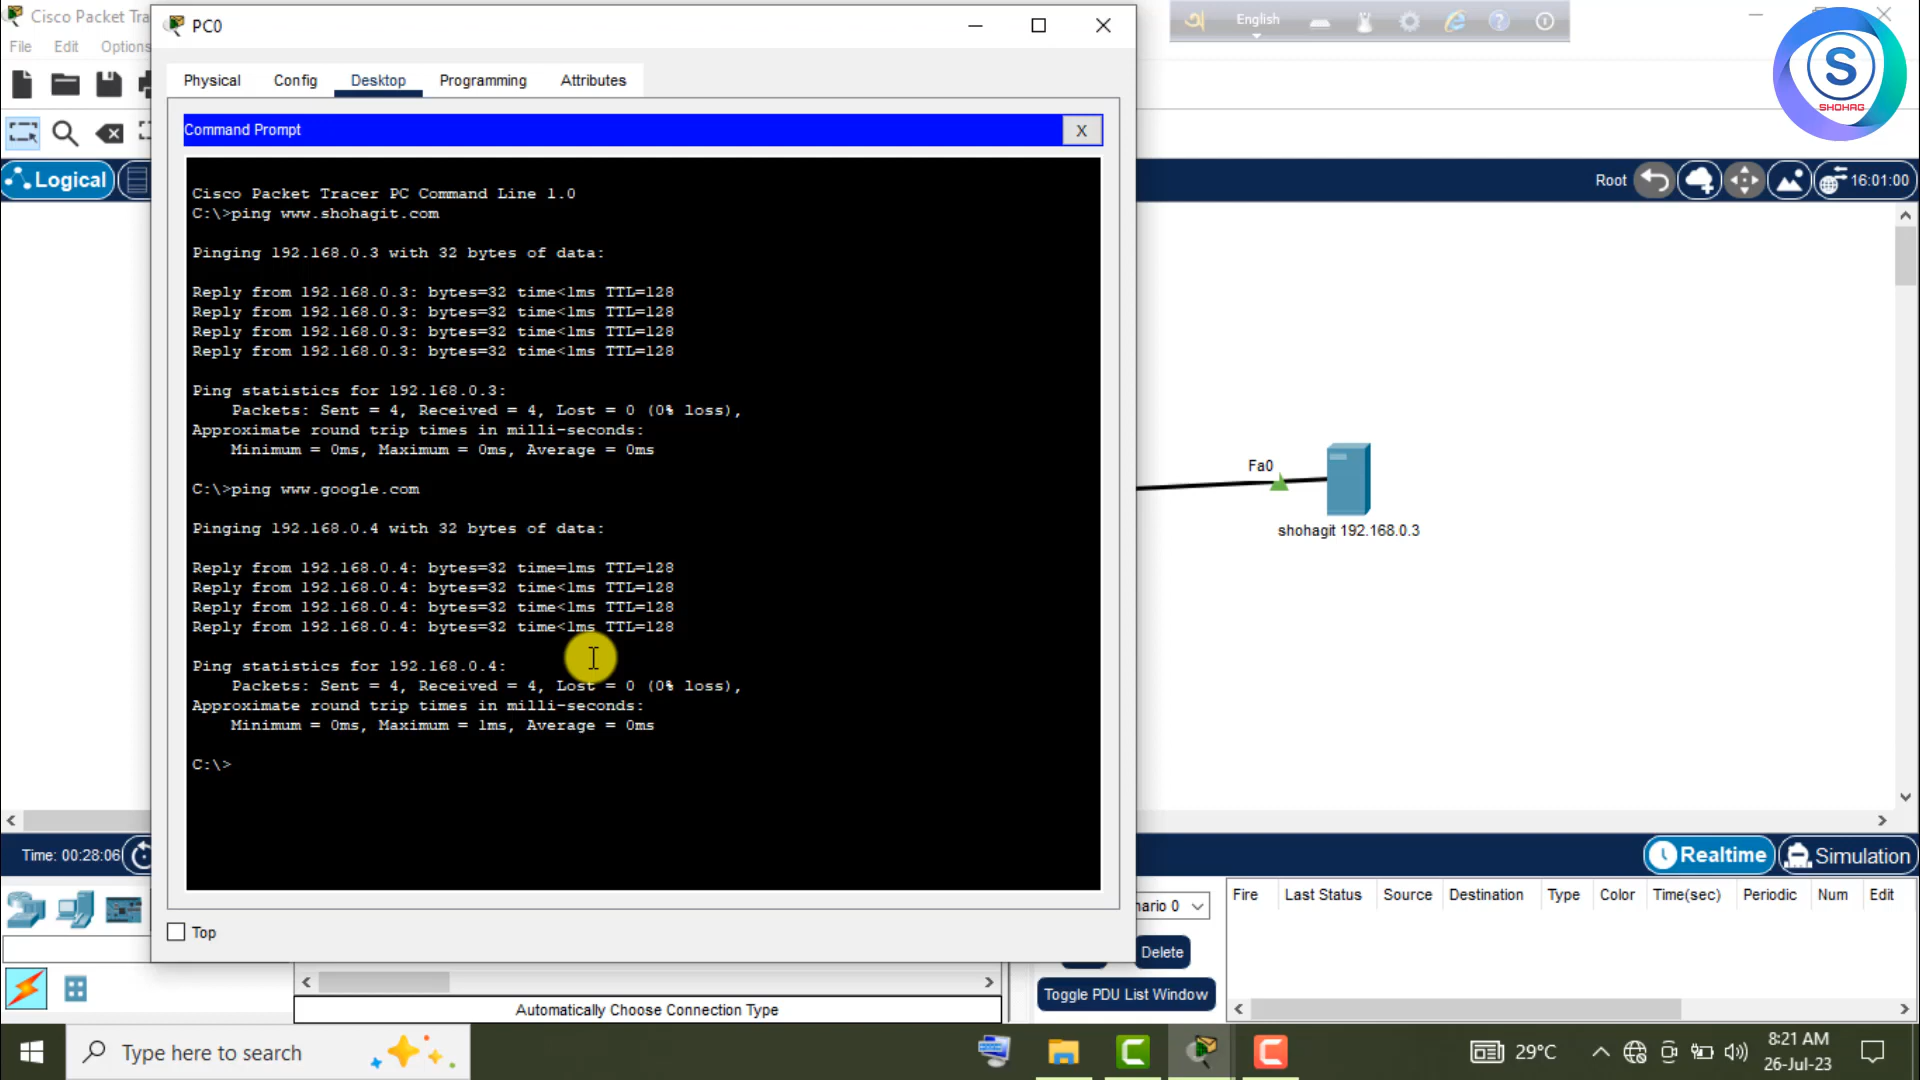 Cisco Packet Tra
PC0
অ English
S
SHOHAG
File Edit Options
Physical Config Desktop Programming Attributes
Command Prompt X
Logical
Root 16:01:00
Cisco Packet Tracer PC Command Line 1.0
C:\>ping www.shohagit.com
Pinging 192.168.0.3 with 32 bytes of data:
Reply from 192.168.0.3: bytes=32 time<1ms TTL=128
Reply from 192.168.0.3: bytes=32 time<1ms TTL=128
Reply from 192.168.0.3: bytes=32 time<1ms TTL=128
Reply from 192.168.0.3: bytes=32 time<1ms TTL=128
Ping statistics for 192.168.0.3:
Packets: Sent = 4, Received = 4, Lost = 0 (0% loss),
Approximate round trip times in milli-seconds:
Minimum = 0ms, Maximum = 0ms, Average = 0ms
C:\>ping www.google.com
Pinging 192.168.0.4 with 32 bytes of data:
Reply from 192.168.0.4: bytes=32 time=1ms TTL=128
Reply from 192.168.0.4: bytes=32 time<1ms TTL=128
Reply from 192.168.0.4: bytes=32 time<1ms TTL=128
Reply from 192.168.0.4: bytes=32 time<1ms TTL=128
Ping statistics for 192.168.0.4:
Packets: Sent = 4, Received = 4, Lost = 0 (0% loss),
Approximate round trip times in milli-seconds:
Minimum = 0ms, Maximum = 1ms, Average = 0ms
C:\>
Fa0
shohagit 192.168.0.3
Time: 00:28:06
Realtime Simulation
Top
nario 0
Fire Last Status Source Destination Type Color Time(sec) Periodic Num Edit
Delete
Toggle PDU List Window
Automatically Choose Connection Type
Type here to search
29°C
8:21 AM
26-Jul-23